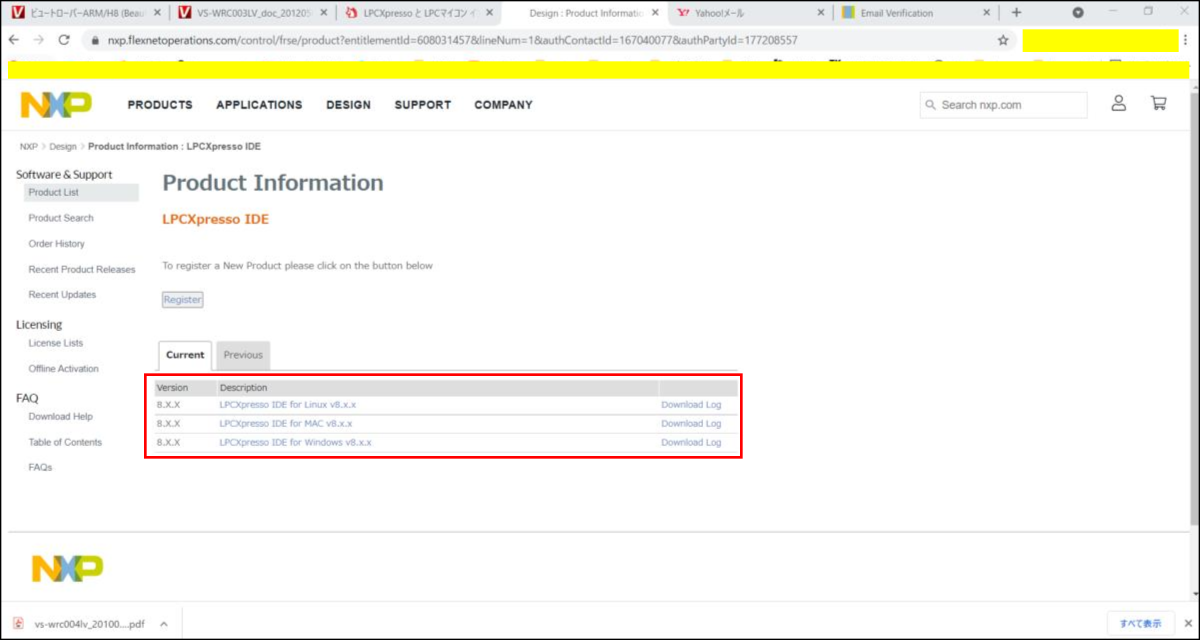 ビュートローバーARM/H8 (Beau
VS-WRC003LV_doc_20120
LPCXpresso と LPCマイコン イ
Design : Product Informatio
Yahoo!メール
Email Verification
nxp.flexnetoperations.com/control/frse/product?entitlementId=608031457&lineNum=1&authContactId=167040077&authPartyId=177208557
NXP
PRODUCTS APPLICATIONS DESIGN SUPPORT COMPANY
Search nxp.com
NXP > Design > Product Information : LPCXpresso IDE
Software & Support
Product List
Product Search
Order History
Recent Product Releases
Recent Updates
Licensing
License Lists
Offline Activation
FAQ
Download Help
Table of Contents
FAQs
Product Information
LPCXpresso IDE
To register a New Product please click on the button below
Register
Current Previous
Version Description
8.X.X LPCXpresso IDE for Linux v8.x.x Download Log
8.X.X LPCXpresso IDE for MAC v8.x.x Download Log
8.X.X LPCXpresso IDE for Windows v8.x.x Download Log
NXP
vs-wrc004lv_20100....pdf
すべて表示